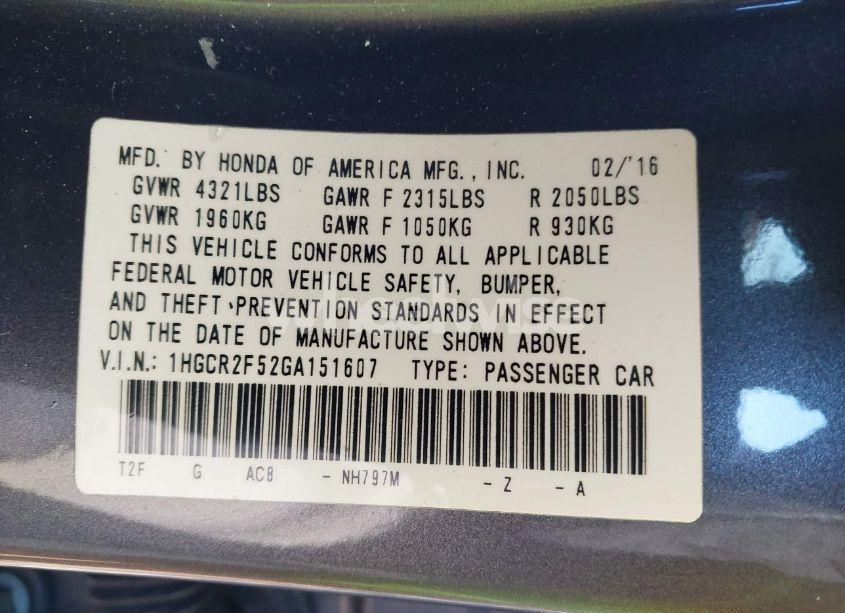 MFD. BY HONDA OF AMERICA MFG., INC. 02/'16
GVWR 4321LBS GAWR F 2315LBS R 2050LBS
GVWR 1960KG GAWR F 1050KG R 930KG
THIS VEHICLE CONFORMS TO ALL APPLICABLE
FEDERAL MOTOR VEHICLE SAFETY, BUMPER,
AND THEFT PREVENTION STANDARDS IN EFFECT
ON THE DATE OF MANUFACTURE SHOWN ABOVE.
V.I.N.: 1HGCR2F52GA151607 TYPE: PASSENGER CAR
T2F G AC8 - NH797M - Z - A